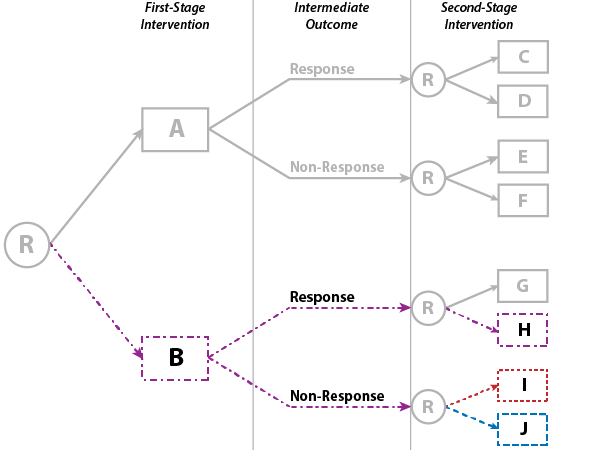 First-Stage
Intervention
Intermediate
Outcome
Second-Stage
Intervention
Response
R
C
D
A
Non-Response
R
E
F
R
Response
R
G
H
B
Non-Response
R
I
J